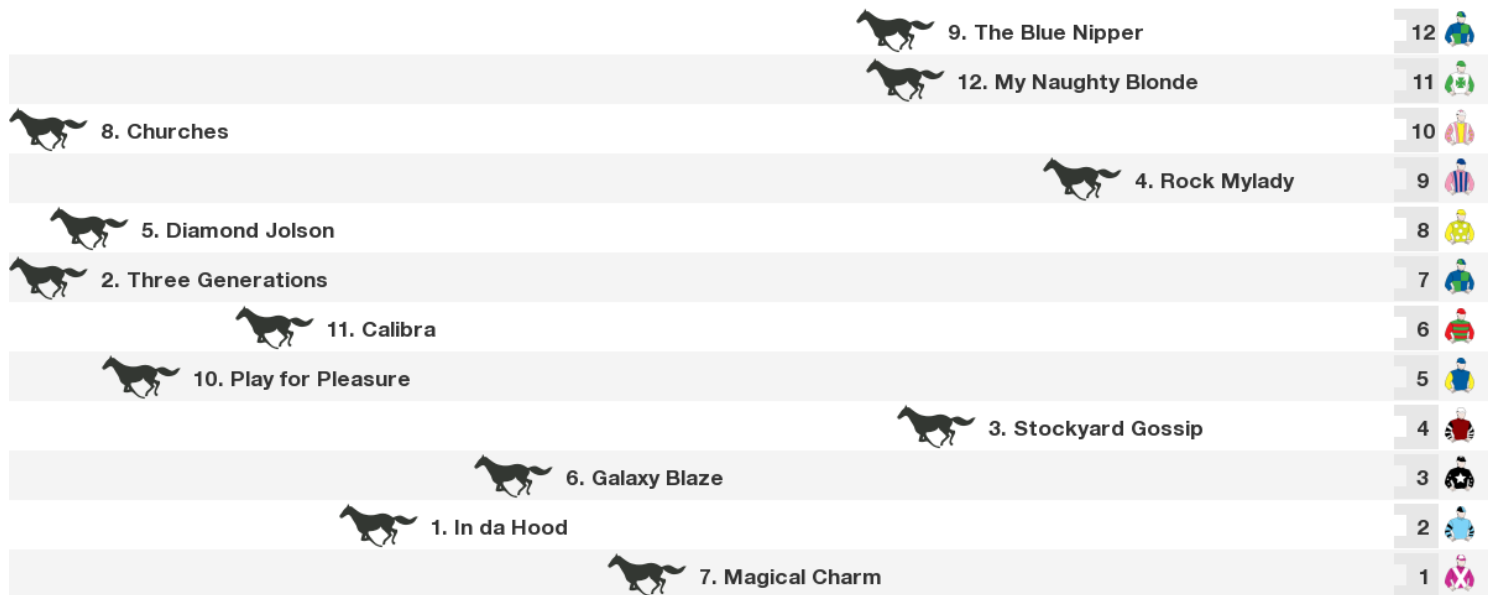 9. The Blue Nipper 12
12. My Naughty Blonde 11
8. Churches 10
4. Rock Mylady 9
5. Diamond Jolson 8
2. Three Generations 7
11. Calibra 6
10. Play for Pleasure 5
3. Stockyard Gossip 4
6. Galaxy Blaze 3
1. In da Hood 2
7. Magical Charm 1